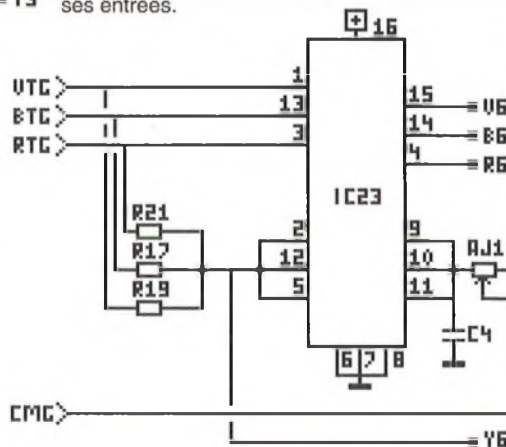 ses entrées.
16
VTG
1
15
VG
BTG
13
14
BG
RTG
3
4
RG
IC23
R21
2
9
R17
12
10
AJ1
R19
5
11
6 7 8
C4
CMG
YG